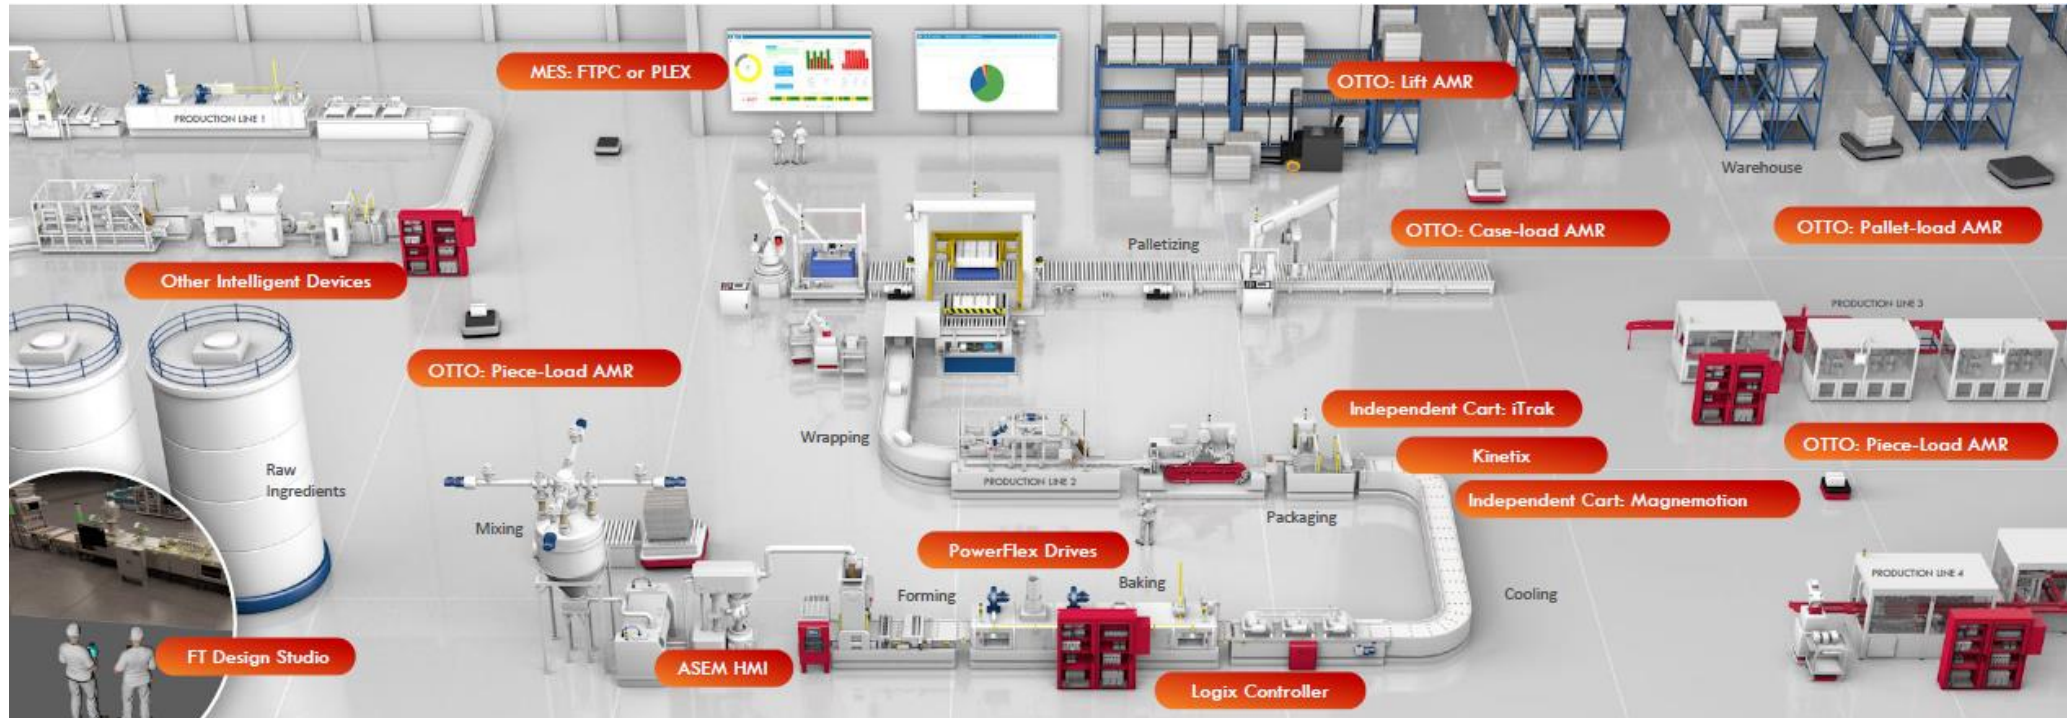 MES: FTPC or PLEX
OTTO: Lift AMR
PRODUCTION LINE 1
Warehouse
OTTO: Case-load AMR
OTTO: Pallet-load AMR
Palletizing
Other Intelligent Devices
PRODUCTION LINE 3
OTTO: Piece-Load AMR
Independent Cart: iTrak
Wrapping
OTTO: Piece-Load AMR
Kinetix
Raw
Ingredients
PRODUCTION LINE 2
Independent Cart: Magnemotion
Mixing
Packaging
PowerFlex Drives
PRODUCTION LINE 4
Baking
Forming
Cooling
FT Design Studio
ASEM HMI
Logix Controller